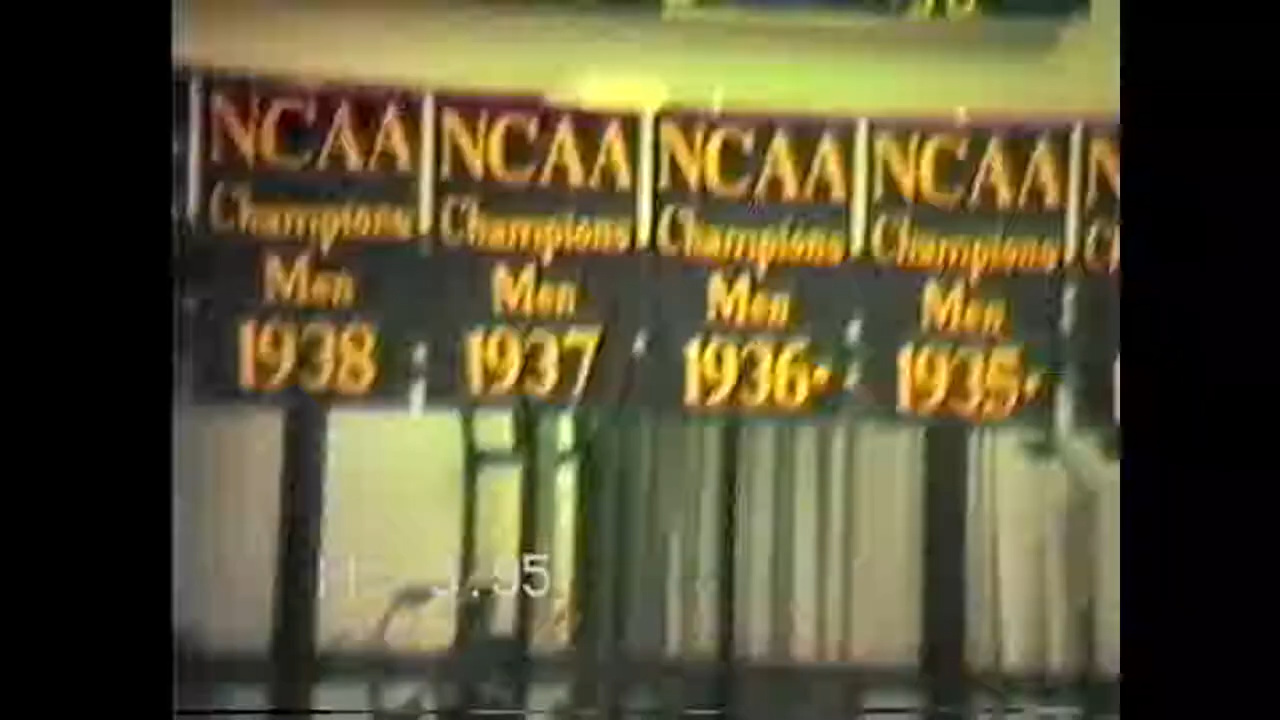 NCAA NCAA NCAA NCAA
Champions Champions Champions Champions
Men Men Men Men
1938 1937 1936• 1935•